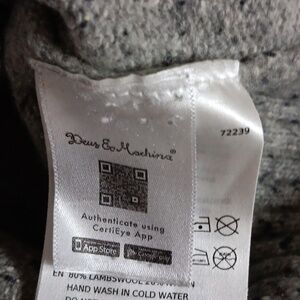 Deus Ex Machina®
72239
Authenticate using
CertiEye App
App Store Google play
EN 80% LAMBSWOOL 20%
HAND WASH IN COLD WATER